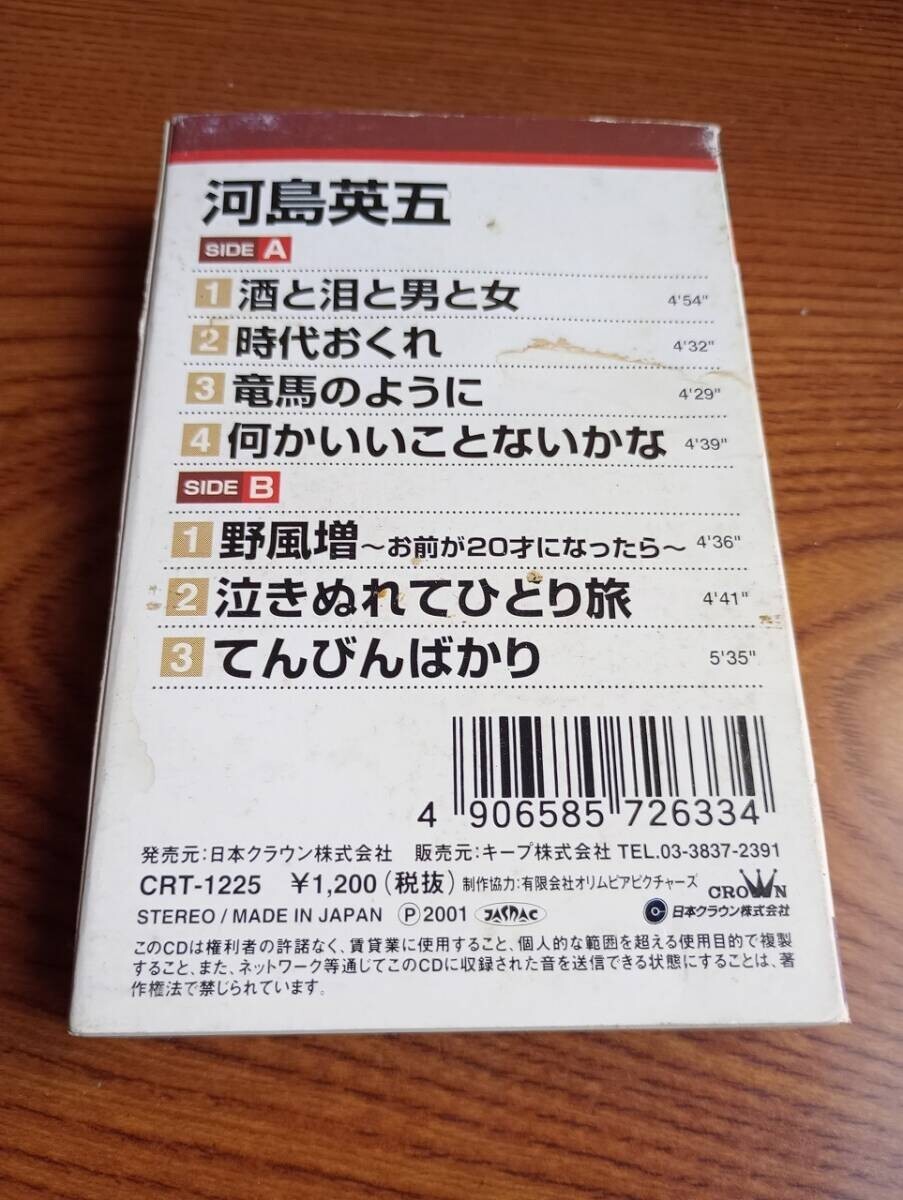 河島英五
SIDE A
1 酒と泪と男と女 4'54"
2 時代おくれ 4'32"
3 竜馬のように 4'29"
4 何かいいことないかな 4'39"
SIDE B
1 野風増～お前が20才になったら～ 4'36"
2 泣きぬれてひとり旅 4'41"
3 てんびんばかり 5'35"
4 906585 726334
発売元:日本クラウン株式会社 販売元:キープ株式会社 TEL.03-3837-2391
CRT-1225 ¥1,200(税抜) 制作協力:有限会社オリムピアピクチャーズ CROWN
STEREO/MADE IN JAPAN Ⓟ2001 JASRAC 日本クラウン株式会社
このCDは権利者の許諾なく、賃貸業に使用すること、個人的な範囲を超える使用目的で複製
すること、また、ネットワーク等通じてこのCDに収録された音を送信できる状態にすることは、著
作権法で禁じられています。